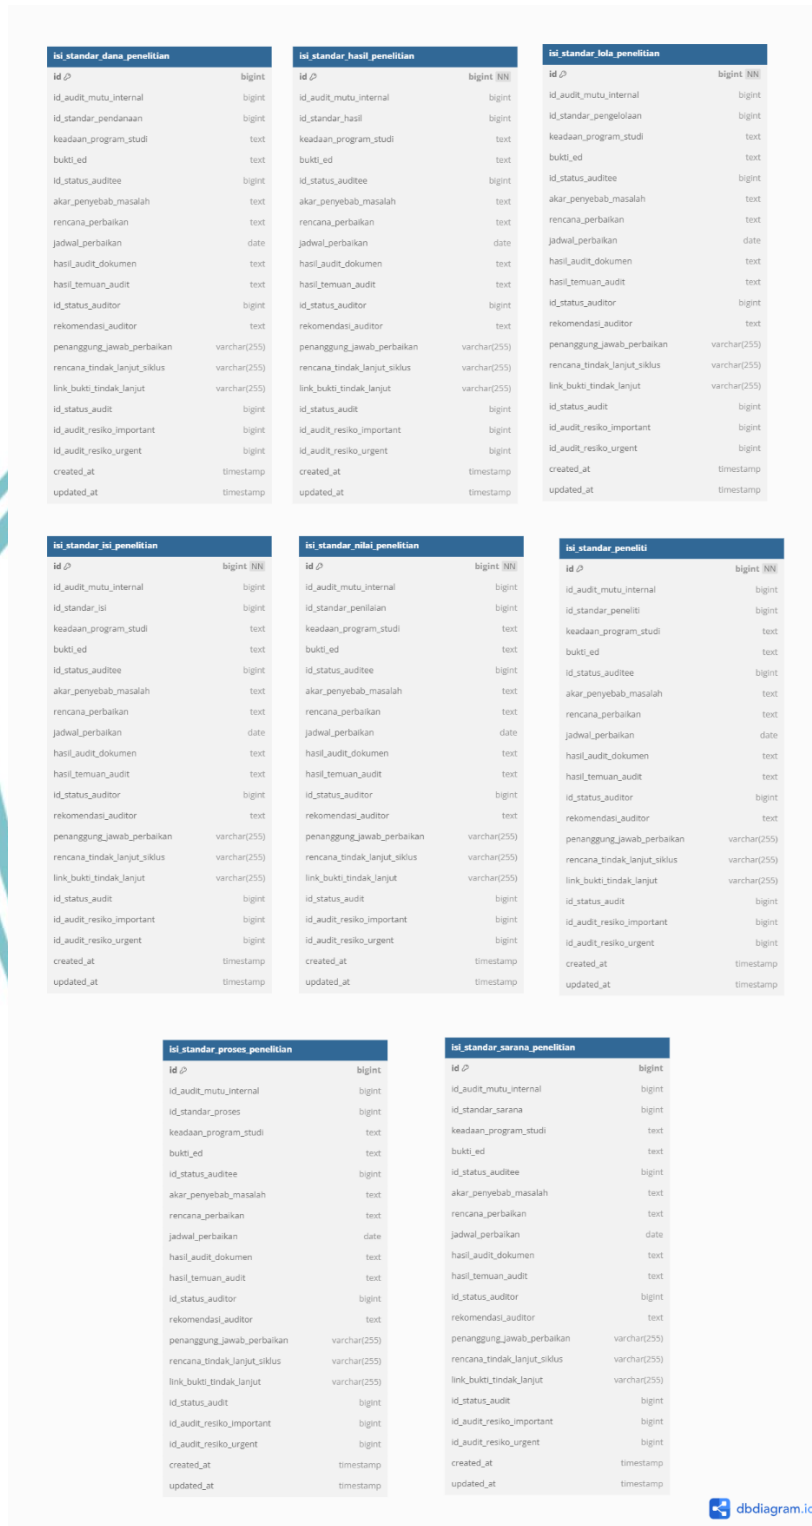 isi_standar_dana_penelitian
id bigint
id_audit_mutu_internal bigint
id_standar_pendanaan bigint
keadaan_program_studi text
bukti_ed text
id_status_auditee bigint
akar_penyebab_masalah text
rencana_perbaikan text
jadwal_perbaikan date
hasil_audit_dokumen text
hasil_temuan_audit text
id_status_auditor bigint
rekomendasi_auditor text
penanggung_jawab_perbaikan varchar(255)
rencana_tindak_lanjut_siklus varchar(255)
link_bukti_tindak_lanjut varchar(255)
id_status_audit bigint
id_audit_resiko_important bigint
id_audit_resiko_urgent bigint
created_at timestamp
updated_at timestamp
isi_standar_hasil_penelitian
id bigint NN
id_audit_mutu_internal bigint
id_standar_hasil bigint
keadaan_program_studi text
bukti_ed text
id_status_auditee bigint
akar_penyebab_masalah text
rencana_perbaikan text
jadwal_perbaikan date
hasil_audit_dokumen text
hasil_temuan_audit text
id_status_auditor bigint
rekomendasi_auditor text
penanggung_jawab_perbaikan varchar(255)
rencana_tindak_lanjut_siklus varchar(255)
link_bukti_tindak_lanjut varchar(255)
id_status_audit bigint
id_audit_resiko_important bigint
id_audit_resiko_urgent bigint
created_at timestamp
updated_at timestamp
isi_standar_lola_penelitian
id bigint NN
id_audit_mutu_internal bigint
id_standar_pengelolaan bigint
keadaan_program_studi text
bukti_ed text
id_status_auditee bigint
akar_penyebab_masalah text
rencana_perbaikan text
jadwal_perbaikan date
hasil_audit_dokumen text
hasil_temuan_audit text
id_status_auditor bigint
rekomendasi_auditor text
penanggung_jawab_perbaikan varchar(255)
rencana_tindak_lanjut_siklus varchar(255)
link_bukti_tindak_lanjut varchar(255)
id_status_audit bigint
id_audit_resiko_important bigint
id_audit_resiko_urgent bigint
created_at timestamp
updated_at timestamp
isi_standar_isi_penelitian
id bigint NN
id_audit_mutu_internal bigint
id_standar_isi bigint
keadaan_program_studi text
bukti_ed text
id_status_auditee bigint
akar_penyebab_masalah text
rencana_perbaikan text
jadwal_perbaikan date
hasil_audit_dokumen text
hasil_temuan_audit text
id_status_auditor bigint
rekomendasi_auditor text
penanggung_jawab_perbaikan varchar(255)
rencana_tindak_lanjut_siklus varchar(255)
link_bukti_tindak_lanjut varchar(255)
id_status_audit bigint
id_audit_resiko_important bigint
id_audit_resiko_urgent bigint
created_at timestamp
updated_at timestamp
isi_standar_nilai_penelitian
id bigint NN
id_audit_mutu_internal bigint
id_standar_penilaian bigint
keadaan_program_studi text
bukti_ed text
id_status_auditee bigint
akar_penyebab_masalah text
rencana_perbaikan text
jadwal_perbaikan date
hasil_audit_dokumen text
hasil_temuan_audit text
id_status_auditor bigint
rekomendasi_auditor text
penanggung_jawab_perbaikan varchar(255)
rencana_tindak_lanjut_siklus varchar(255)
link_bukti_tindak_lanjut varchar(255)
id_status_audit bigint
id_audit_resiko_important bigint
id_audit_resiko_urgent bigint
created_at timestamp
updated_at timestamp
isi_standar_peneliti
id bigint NN
id_audit_mutu_internal bigint
id_standar_peneliti bigint
keadaan_program_studi text
bukti_ed text
id_status_auditee bigint
akar_penyebab_masalah text
rencana_perbaikan text
jadwal_perbaikan date
hasil_audit_dokumen text
hasil_temuan_audit text
id_status_auditor bigint
rekomendasi_auditor text
penanggung_jawab_perbaikan varchar(255)
rencana_tindak_lanjut_siklus varchar(255)
link_bukti_tindak_lanjut varchar(255)
id_status_audit bigint
id_audit_resiko_important bigint
id_audit_resiko_urgent bigint
created_at timestamp
updated_at timestamp
isi_standar_proses_penelitian
id bigint
id_audit_mutu_internal bigint
id_standar_proses bigint
keadaan_program_studi text
bukti_ed text
id_status_auditee bigint
akar_penyebab_masalah text
rencana_perbaikan text
jadwal_perbaikan date
hasil_audit_dokumen text
hasil_temuan_audit text
id_status_auditor bigint
rekomendasi_auditor text
penanggung_jawab_perbaikan varchar(255)
rencana_tindak_lanjut_siklus varchar(255)
link_bukti_tindak_lanjut varchar(255)
id_status_audit bigint
id_audit_resiko_important bigint
id_audit_resiko_urgent bigint
created_at timestamp
updated_at timestamp
isi_standar_sarana_penelitian
id bigint
id_audit_mutu_internal bigint
id_standar_sarana bigint
keadaan_program_studi text
bukti_ed text
id_status_auditee bigint
akar_penyebab_masalah text
rencana_perbaikan text
jadwal_perbaikan date
hasil_audit_dokumen text
hasil_temuan_audit text
id_status_auditor bigint
rekomendasi_auditor text
penanggung_jawab_perbaikan varchar(255)
rencana_tindak_lanjut_siklus varchar(255)
link_bukti_tindak_lanjut varchar(255)
id_status_audit bigint
id_audit_resiko_important bigint
id_audit_resiko_urgent bigint
created_at timestamp
updated_at timestamp
dbdiagram.io